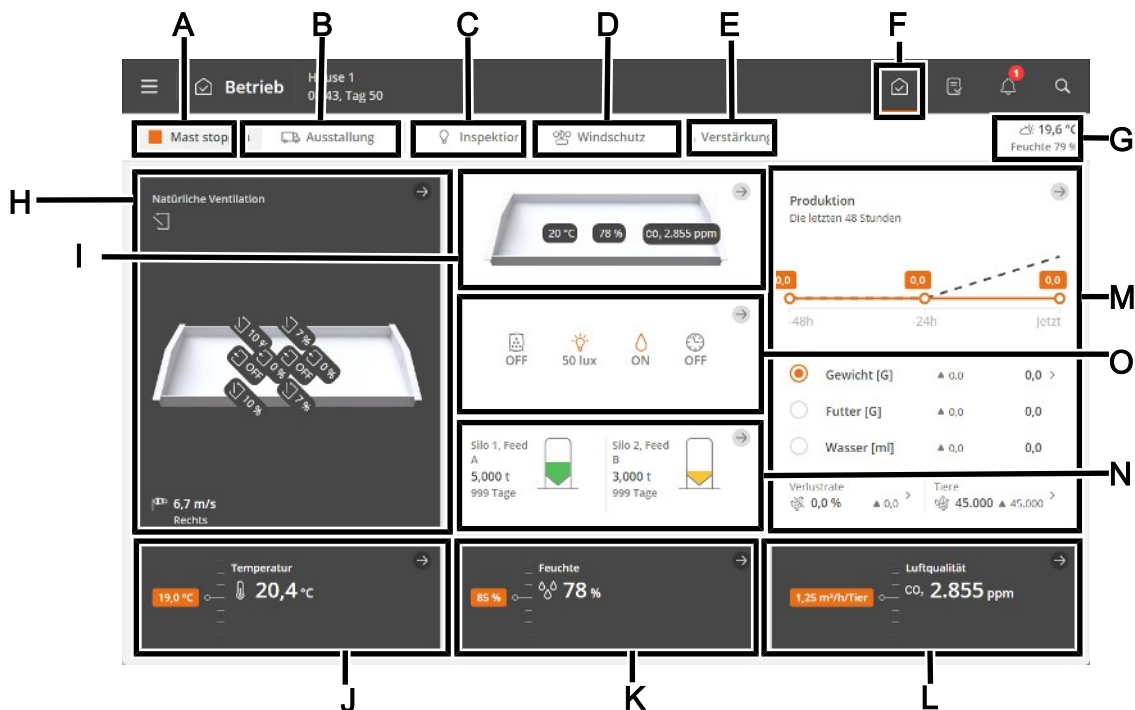 A B C D E F
Betrieb
House 1
43, Tag 50
1
Mast stop
Ausstallung
Inspektion
Windschutz
Verstärkung
19,6 °C
Feuchte 79 %
G
H
Natürliche Ventilation
10 %
7 %
OFF
0 %
OFF
0 %
10 %
7 %
6,7 m/s
Rechts
I
20 °C 78 % CO₂ 2.855 ppm
OFF 50 lux ON OFF
O
Silo 1, Feed
A
5,000 t
999 Tage
Silo 2, Feed
B
3,000 t
999 Tage
N
Produktion
Die letzten 48 Stunden
0,0 0,0 0,0
-48h -24h Jetzt
M
Gewicht [G] ▲ 0,0 0,0 >
Futter [G] ▲ 0,0 0,0
Wasser [ml] ▲ 0,0 0,0
Verlustrate
0,0 % ▲ 0,0 >
Tiere
45.000 ▲ 45.000 >
Temperatur
19,0 °C 20,4 °C
Feuchte
85 % 78 %
Luftqualität
1,25 m³/h/Tier CO₂ 2.855 ppm
J K L